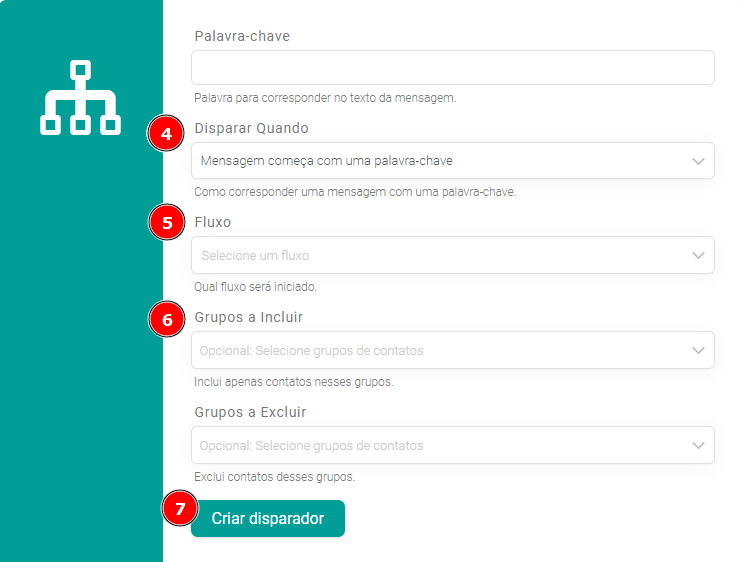 Palavra-chave
Palavra para corresponder no texto da mensagem.
4 Disparar Quando
Mensagem começa com uma palavra-chave
Como corresponder uma mensagem com uma palavra-chave.
5 Fluxo
Selecione um fluxo
Qual fluxo será iniciado.
6 Grupos a Incluir
Opcional: Selecione grupos de contatos
Inclui apenas contatos nesses grupos.
Grupos a Excluir
Opcional: Selecione grupos de contatos
Exclui contatos desses grupos.
7 Criar disparador